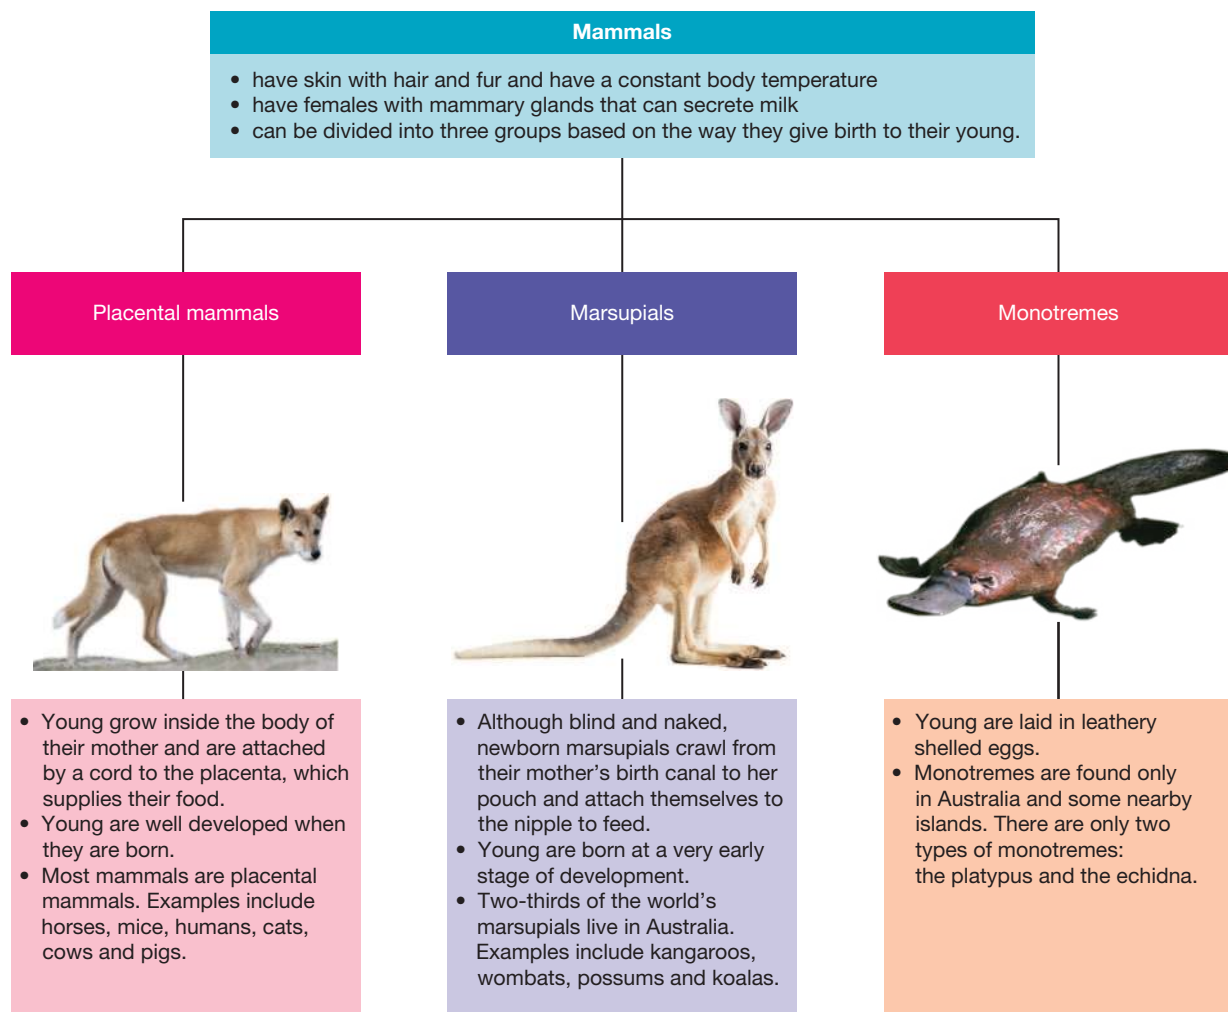 Mammals
• have skin with hair and fur and have a constant body temperature
• have females with mammary glands that can secrete milk
• can be divided into three groups based on the way they give birth to their young.
Placental mammals
Marsupials
Monotremes
• Young grow inside the body of
their mother and are attached
by a cord to the placenta, which
supplies their food.
• Young are well developed when
they are born.
• Most mammals are placental
mammals. Examples include
horses, mice, humans, cats,
cows and pigs.
• Although blind and naked,
newborn marsupials crawl from
their mother’s birth canal to her
pouch and attach themselves to
the nipple to feed.
• Young are born at a very early
stage of development.
• Two-thirds of the world’s
marsupials live in Australia.
Examples include kangaroos,
wombats, possums and koalas.
• Young are laid in leathery
shelled eggs.
• Monotremes are found only
in Australia and some nearby
islands. There are only two
types of monotremes:
the platypus and the echidna.